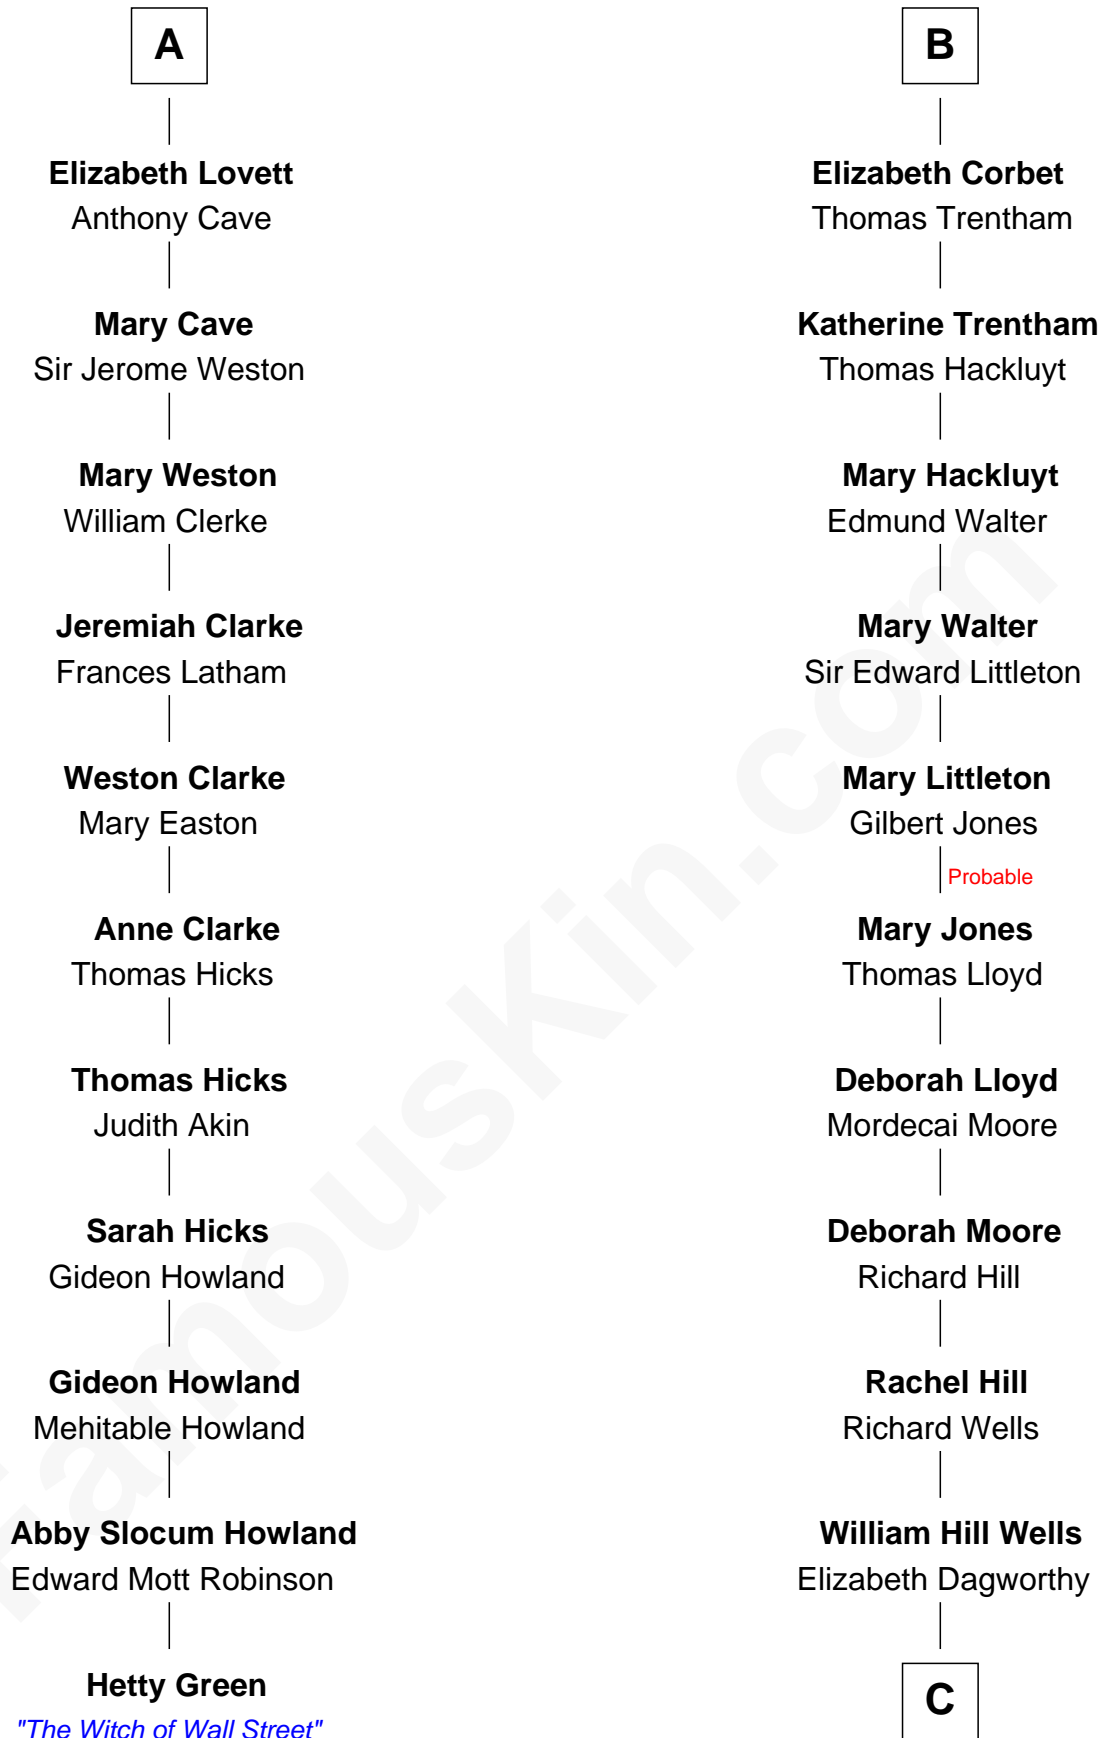 A
Elizabeth Lovett
Anthony Cave
Mary Cave
Sir Jerome Weston
Mary Weston
William Clerke
Jeremiah Clarke
Frances Latham
Weston Clarke
Mary Easton
Anne Clarke
Thomas Hicks
Thomas Hicks
Judith Akin
Sarah Hicks
Gideon Howland
Gideon Howland
Mehitable Howland
Abby Slocum Howland
Edward Mott Robinson
Hetty Green
"The Witch of Wall Street"
B
Elizabeth Corbet
Thomas Trentham
Katherine Trentham
Thomas Hackluyt
Mary Hackluyt
Edmund Walter
Mary Walter
Sir Edward Littleton
Mary Littleton
Gilbert Jones
Probable
Mary Jones
Thomas Lloyd
Deborah Lloyd
Mordecai Moore
Deborah Moore
Richard Hill
Rachel Hill
Richard Wells
William Hill Wells
Elizabeth Dagworthy
C
FamousKin.com